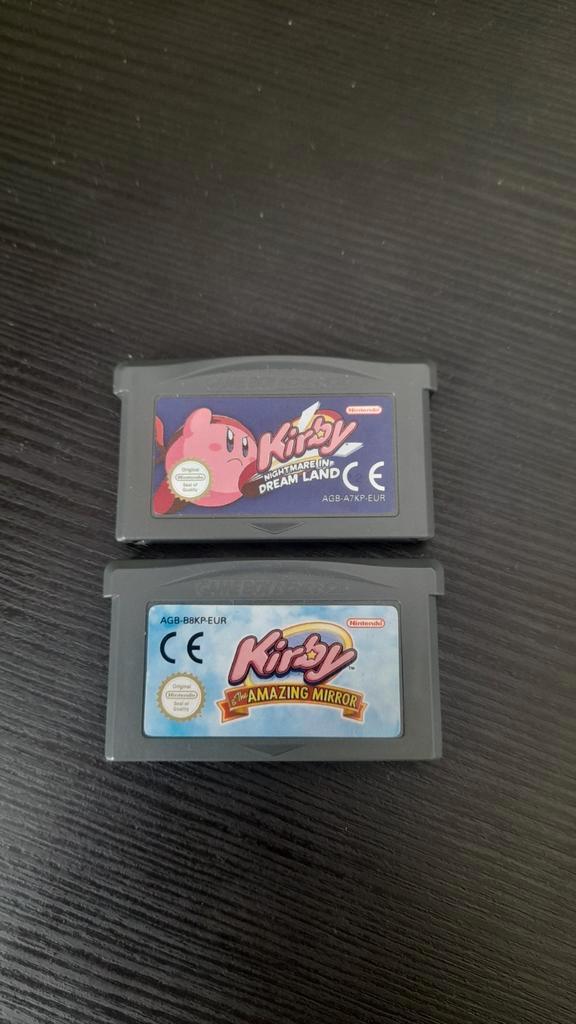 Nintendo
Kirby
NIGHTMARE IN
DREAM LAND
CE
Original
Nintendo
Seal of
Quality
AGB-A7KP-EUR
AGB-B8KP-EUR
CE
Nintendo
Kirby
™
& The AMAZING MIRROR
Original
Nintendo
Seal of
Quality